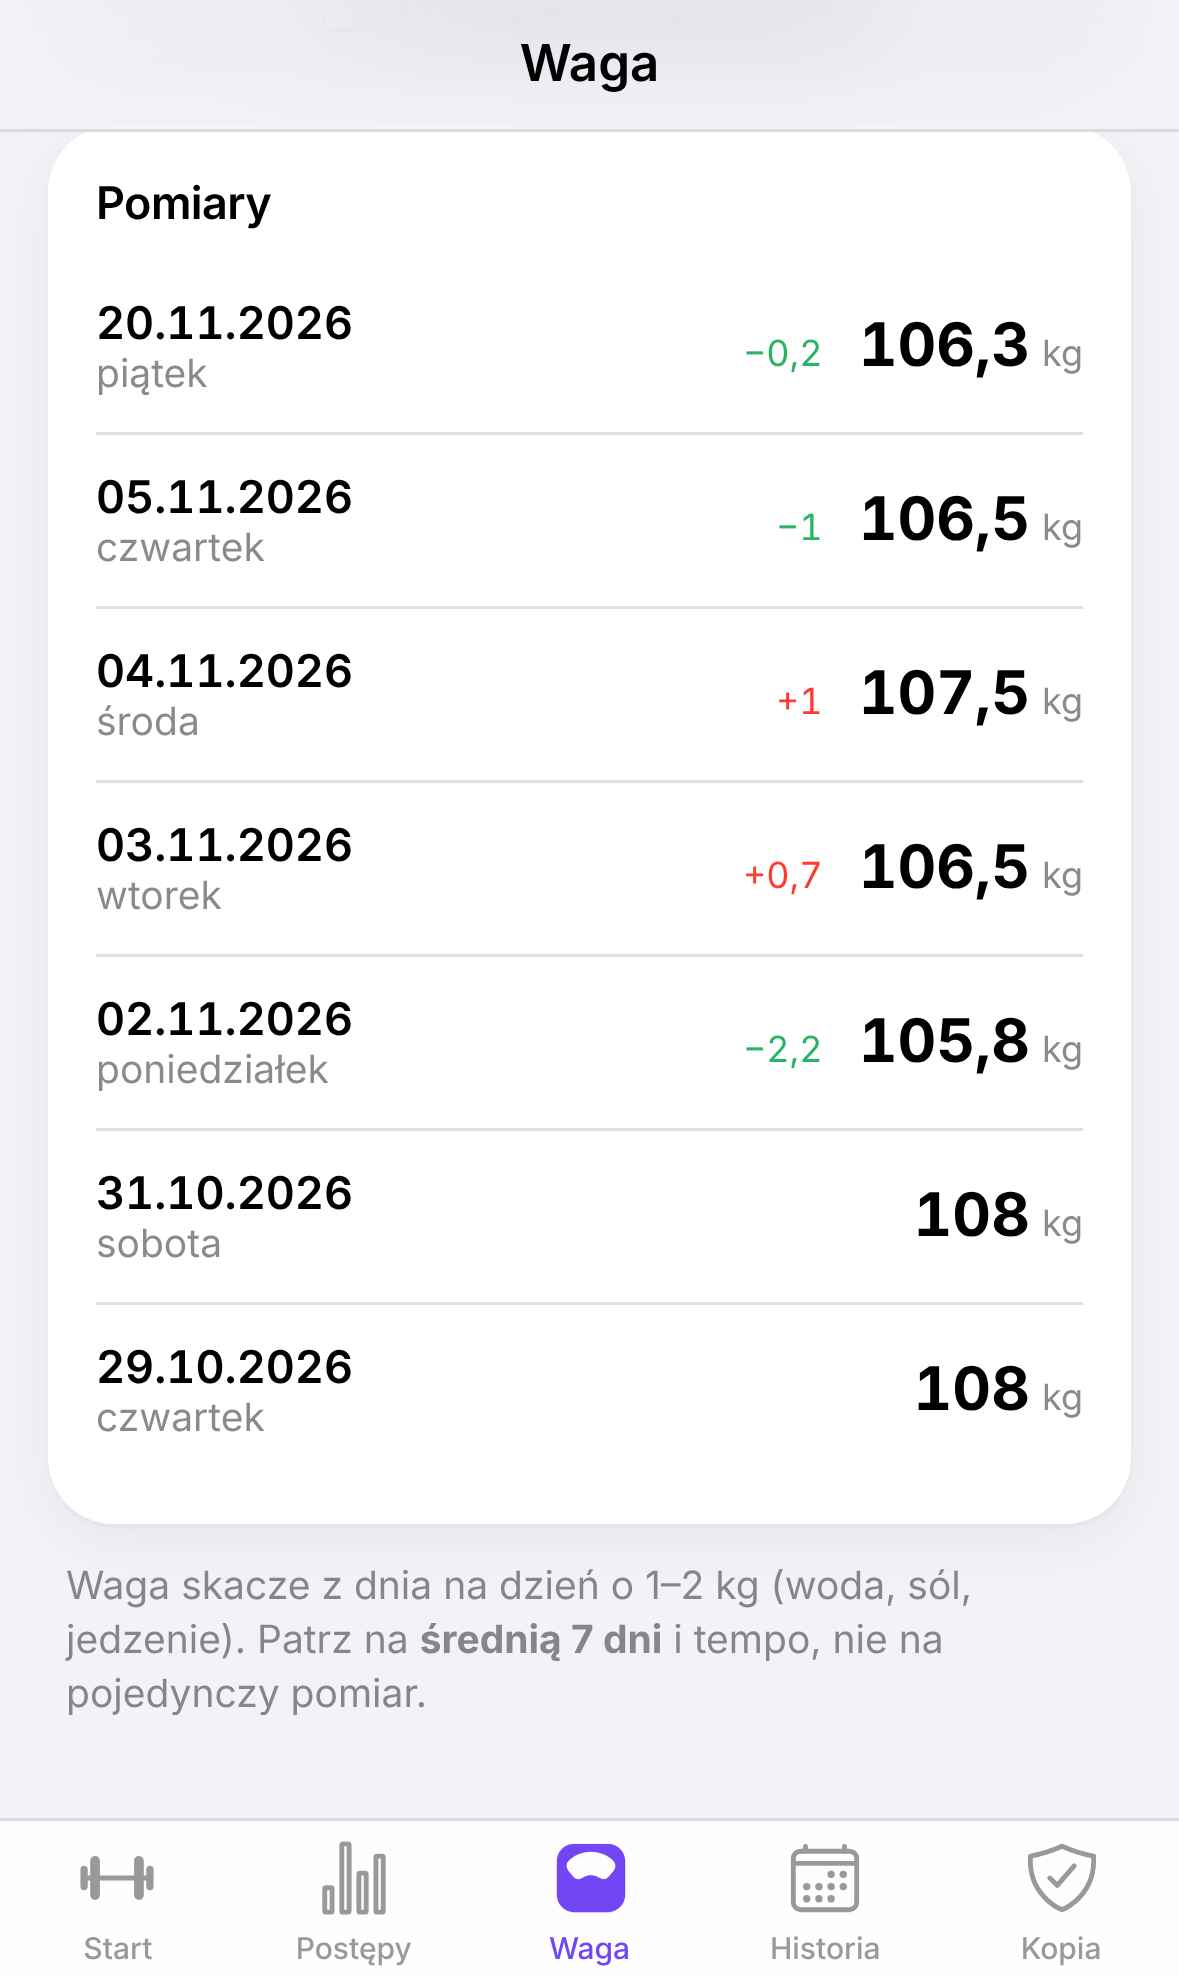 Waga
Pomiary
20.11.2026
piątek
−0,2 106,3 kg
05.11.2026
czwartek
−1 106,5 kg
04.11.2026
środa
+1 107,5 kg
03.11.2026
wtorek
+0,7 106,5 kg
02.11.2026
poniedziałek
−2,2 105,8 kg
31.10.2026
sobota
108 kg
29.10.2026
czwartek
108 kg
Waga skacze z dnia na dzień o 1–2 kg (woda, sól,
jedzenie). Patrz na średnią 7 dni i tempo, nie na
pojedynczy pomiar.
Start Postępy Waga Historia Kopia